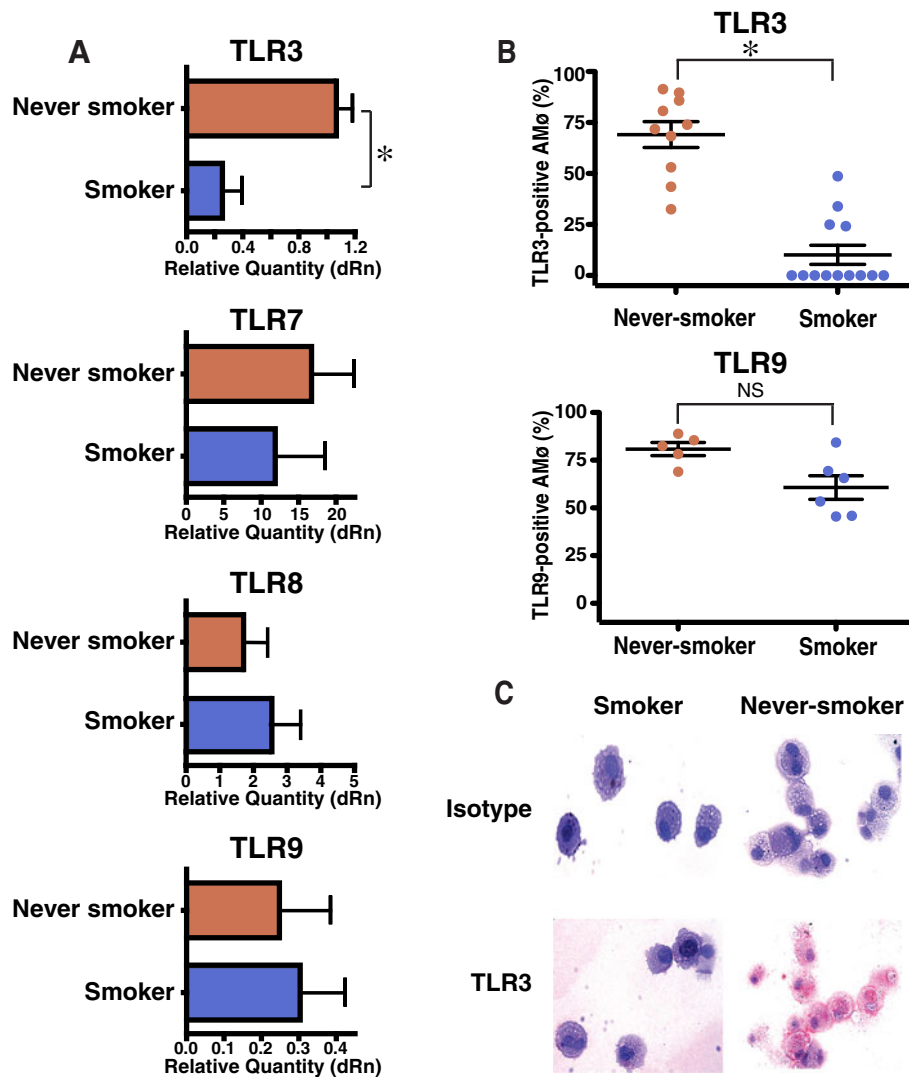 A
TLR3
Never smoker
Smoker
*
0.0 0.4 0.8 1.2
Relative Quantity (dRn)
TLR7
Never smoker
Smoker
0 5 10 15 20
Relative Quantity (dRn)
TLR8
Never smoker
Smoker
0 1 2 3 4 5
Relative Quantity (dRn)
TLR9
Never smoker
Smoker
0.0 0.1 0.2 0.3 0.4
Relative Quantity (dRn)
B
TLR3
*
TLR3-positive AMø (%)
100
75
50
25
0
Never-smoker Smoker
TLR9
NS
TLR9-positive AMø (%)
100
75
50
25
0
Never-smoker Smoker
C
Smoker Never-smoker
Isotype
TLR3